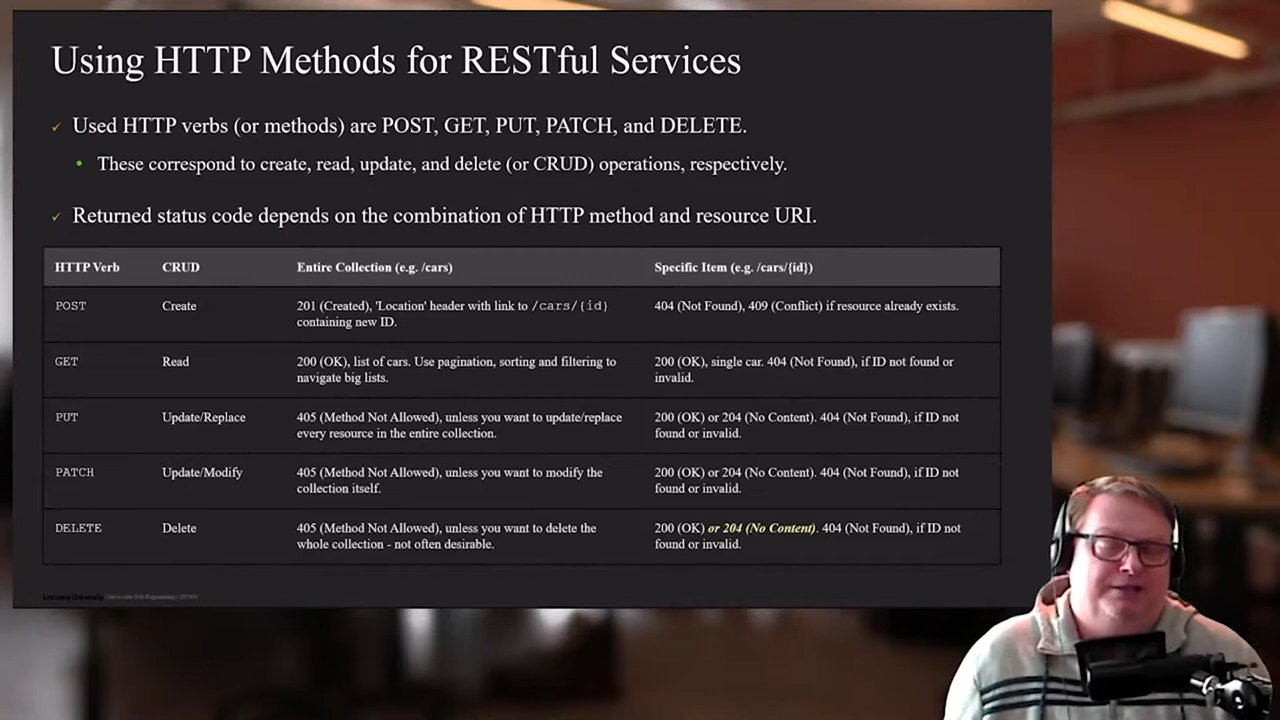 Using HTTP Methods for RESTful Services
✓ Used HTTP verbs (or methods) are POST, GET, PUT, PATCH, and DELETE.
• These correspond to create, read, update, and delete (or CRUD) operations, respectively.
✓ Returned status code depends on the combination of HTTP method and resource URI.
HTTP Verb CRUD Entire Collection (e.g. /cars) Specific Item (e.g. /cars/{id})
POST Create 201 (Created), 'Location' header with link to /cars/{id} 404 (Not Found), 409 (Conflict) if resource already exists.
containing new ID.
GET Read 200 (OK), list of cars. Use pagination, sorting and filtering to 200 (OK), single car. 404 (Not Found), if ID not found or
navigate big lists. invalid.
PUT Update/Replace 405 (Method Not Allowed), unless you want to update/replace 200 (OK) or 204 (No Content). 404 (Not Found), if ID not
every resource in the entire collection. found or invalid.
PATCH Update/Modify 405 (Method Not Allowed), unless you want to modify the 200 (OK) or 204 (No Content). 404 (Not Found), if ID not
collection itself. found or invalid.
DELETE Delete 405 (Method Not Allowed), unless you want to delete the 200 (OK) or 204 (No Content). 404 (Not Found), if ID not
whole collection - not often desirable. found or invalid.
University